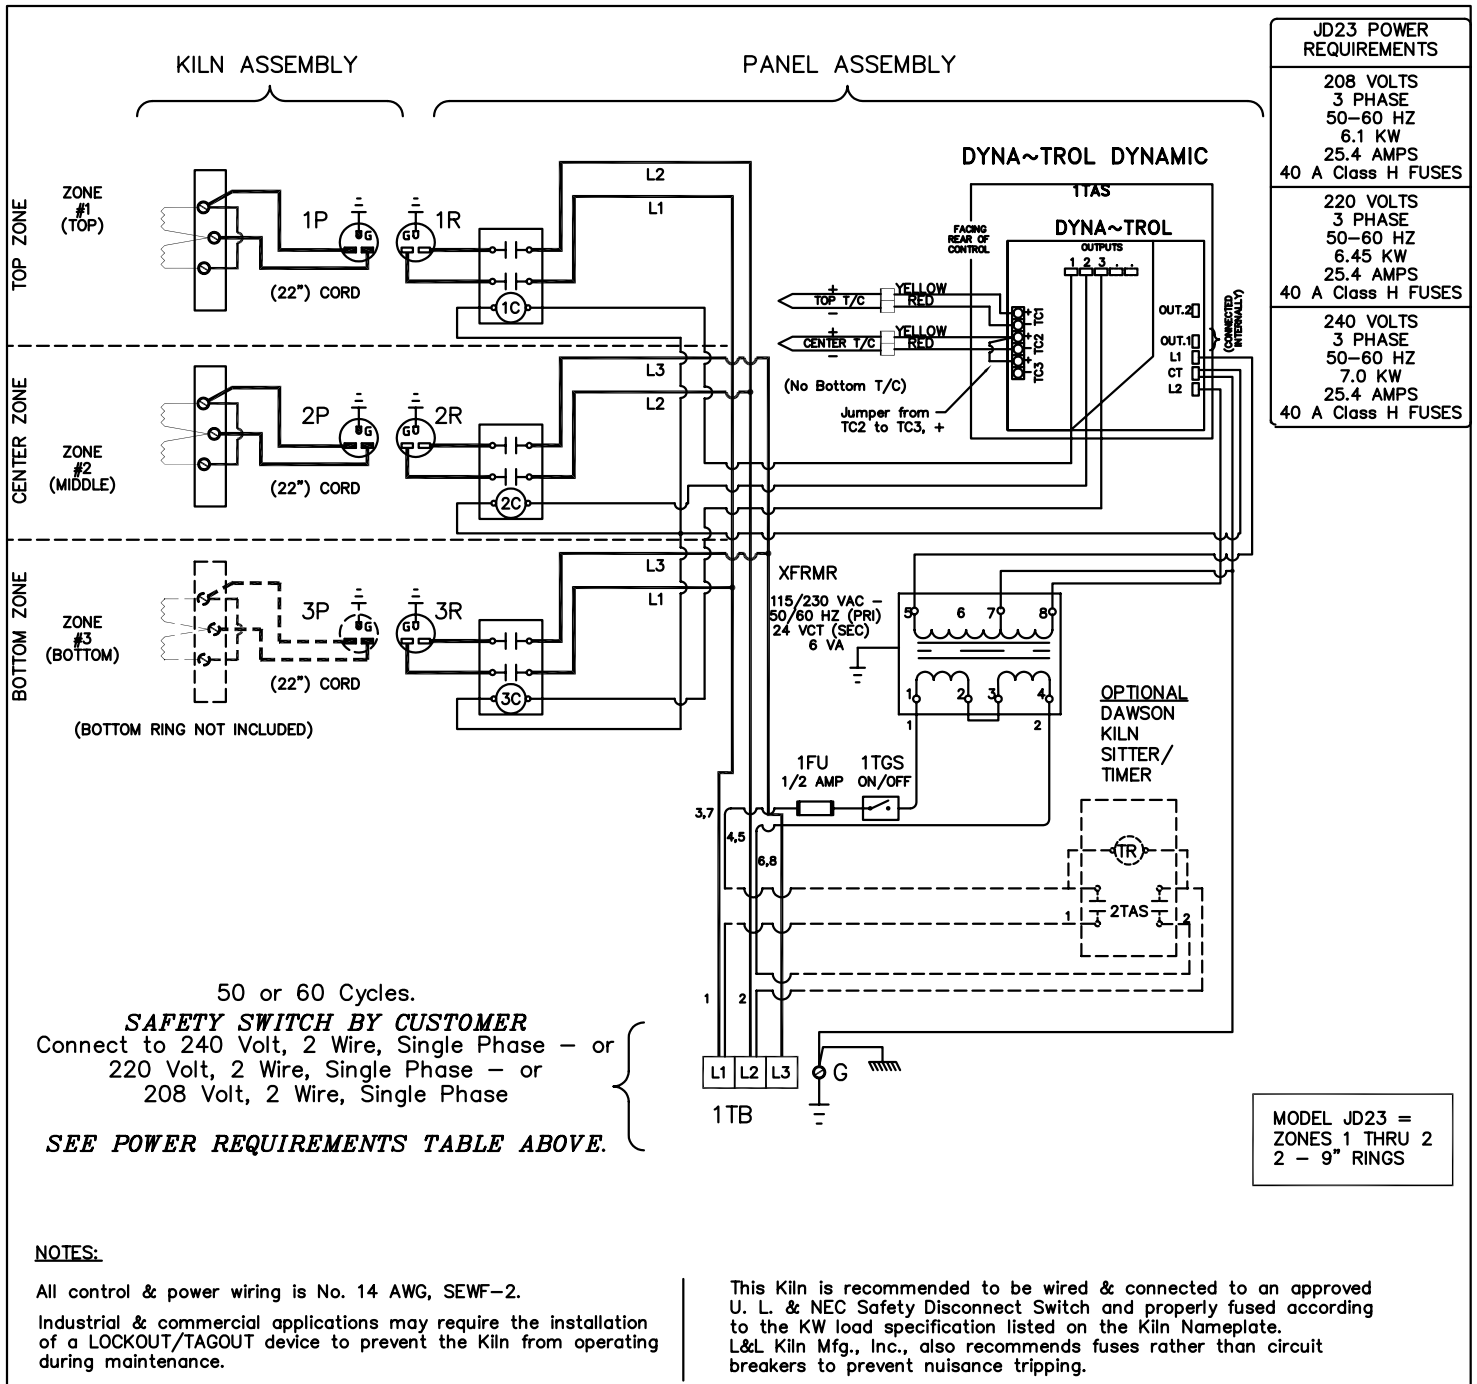 KILN ASSEMBLY
PANEL ASSEMBLY
JD23 POWER
REQUIREMENTS
208 VOLTS
3 PHASE
50-60 HZ
6.1 KW
25.4 AMPS
40 A Class H FUSES
220 VOLTS
3 PHASE
50-60 HZ
6.45 KW
25.4 AMPS
40 A Class H FUSES
240 VOLTS
3 PHASE
50-60 HZ
7.0 KW
25.4 AMPS
40 A Class H FUSES
TOP ZONE
ZONE
#1
(TOP)
1P
G
G
1R
(22") CORD
L2
L1
1C
DYNA~TROL DYNAMIC
1TAS
FACING
REAR OF
CONTROL
DYNA~TROL
OUTPUTS
1 2 3 . .
+
TOP T/C
-
YELLOW
RED
+
CENTER T/C
-
YELLOW
RED
+
- TC1
+
- TC2
+
- TC3
OUT.2
OUT.1
L1
CT
L2
(CONNECTED
INTERNALLY)
(No Bottom T/C)
Jumper from
TC2 to TC3, +
CENTER ZONE
ZONE
#2
(MIDDLE)
2P
G
G
2R
(22") CORD
L3
L2
2C
BOTTOM ZONE
ZONE
#3
(BOTTOM)
3P
G
G
3R
(22") CORD
L3
L1
3C
(BOTTOM RING NOT INCLUDED)
XFRMR
115/230 VAC -
50/60 HZ (PRI)
24 VCT (SEC)
6 VA
5 6 7 8
1 2 3 4
1 2
1FU
1/2 AMP
1TGS
ON/OFF
OPTIONAL
DAWSON
KILN
SITTER/
TIMER
TR
2TAS
1
2
3,7
4,5
6,8
1
2
L1 L2 L3
1TB
G
50 or 60 Cycles.
SAFETY SWITCH BY CUSTOMER
Connect to 240 Volt, 2 Wire, Single Phase - or
220 Volt, 2 Wire, Single Phase - or
208 Volt, 2 Wire, Single Phase
SEE POWER REQUIREMENTS TABLE ABOVE.
MODEL JD23 =
ZONES 1 THRU 2
2 - 9" RINGS
NOTES:
All control & power wiring is No. 14 AWG, SEWF-2.
Industrial & commercial applications may require the installation
of a LOCKOUT/TAGOUT device to prevent the Kiln from operating
during maintenance.
This Kiln is recommended to be wired & connected to an approved
U. L. & NEC Safety Disconnect Switch and properly fused according
to the KW load specification listed on the Kiln Nameplate.
L&L Kiln Mfg., Inc., also recommends fuses rather than circuit
breakers to prevent nuisance tripping.